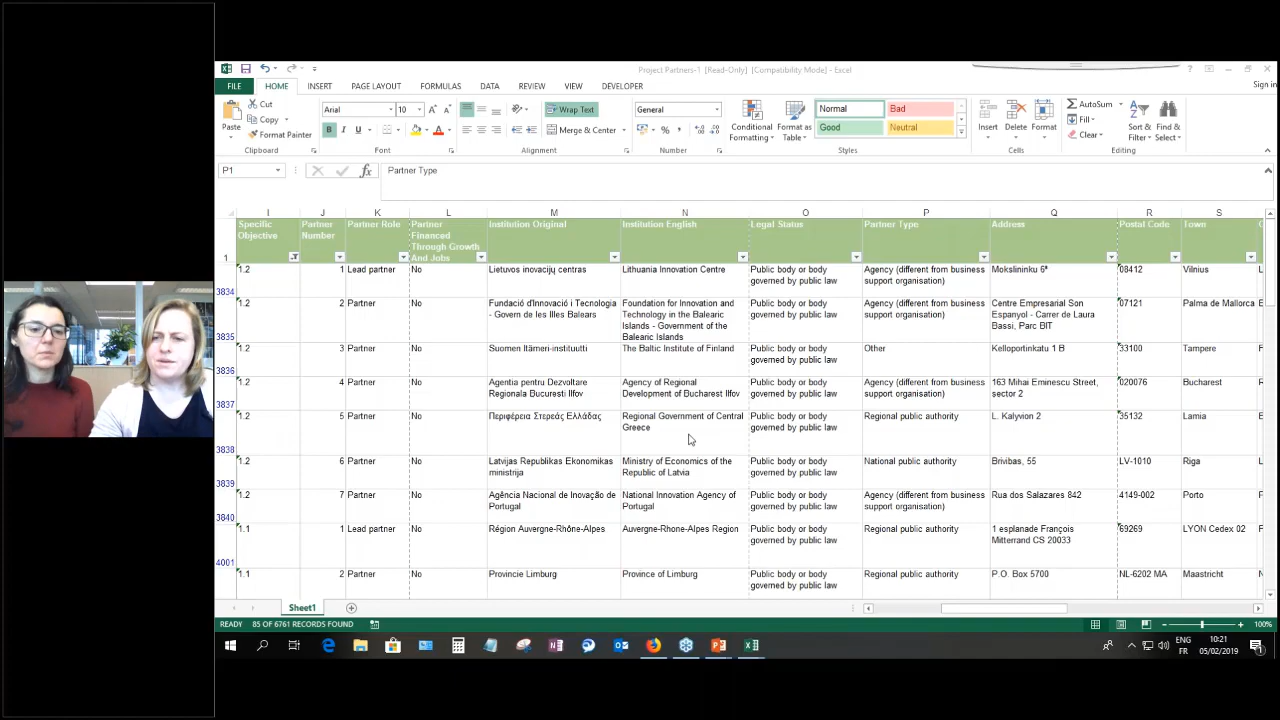 Project Partners-1 [Read-Only] [Compatibility Mode] - Excel
Sign in
FILE HOME INSERT PAGE LAYOUT FORMULAS DATA REVIEW VIEW DEVELOPER
Paste
Cut
Copy
Format Painter
Clipboard
Arial 10
Font
Wrap Text
Merge & Center
Alignment
General
Number
Conditional Formatting
Format as Table
Normal Bad
Good Neutral
Styles
Insert Delete Format
Cells
AutoSum
Fill
Clear
Sort & Filter
Find & Select
Editing
P1
Partner Type
I J K L M N O P Q R S
1 Specific Objective Partner Number Partner Role Partner Financed Through Growth And Jobs Institution Original Institution English Legal Status Partner Type Address Postal Code Town
3834 1.2 1 Lead partner No Lietuvos inovacijų centras Lithuania Innovation Centre Public body or body governed by public law Agency (different from business support organisation) Mokslininku 6ª 08412 Vilnius
3835 1.2 2 Partner No Fundació d'Innovació i Tecnologia - Govern de les Illes Balears Foundation for Innovation and Technology in the Balearic Islands - Government of the Balearic Islands Public body or body governed by public law Agency (different from business support organisation) Centre Empresarial Son Espanyol - Carrer de Laura Bassi, Parc BIT 07121 Palma de Mallorca
3836 1.2 3 Partner No Suomen Itämeri-instituutti The Baltic Institute of Finland Public body or body governed by public law Other Kelloportinkatu 1 B 33100 Tampere
3837 1.2 4 Partner No Agentia pentru Dezvoltare Regionala Bucuresti Ilfov Agency of Regional Development of Bucharest Ilfov Public body or body governed by public law Agency (different from business support organisation) 163 Mihai Eminescu Street, sector 2 020076 Bucharest
3838 1.2 5 Partner No Περιφέρεια Στερεάς Ελλάδας Regional Government of Central Greece Public body or body governed by public law Regional public authority L. Kalyvion 2 35132 Lamia
3839 1.2 6 Partner No Latvijas Republikas Ekonomikas ministrija Ministry of Economics of the Republic of Latvia Public body or body governed by public law National public authority Brivibas, 55 LV-1010 Riga
3840 1.2 7 Partner No Agência Nacional de Inovação de Portugal National Innovation Agency of Portugal Public body or body governed by public law Agency (different from business support organisation) Rua dos Salazares 842 4149-002 Porto
4001 1.1 1 Lead partner No Région Auvergne-Rhône-Alpes Auvergne-Rhone-Alpes Region Public body or body governed by public law Regional public authority 1 esplanade François Mitterrand CS 20033 69269 LYON Cedex 02
1.1 2 Partner No Provincie Limburg Province of Limburg Public body or body governed by public law Regional public authority P.O. Box 5700 NL-6202 MA Maastricht
Sheet1
READY 85 OF 6761 RECORDS FOUND 100%
ENG 10:21
FR 05/02/2019